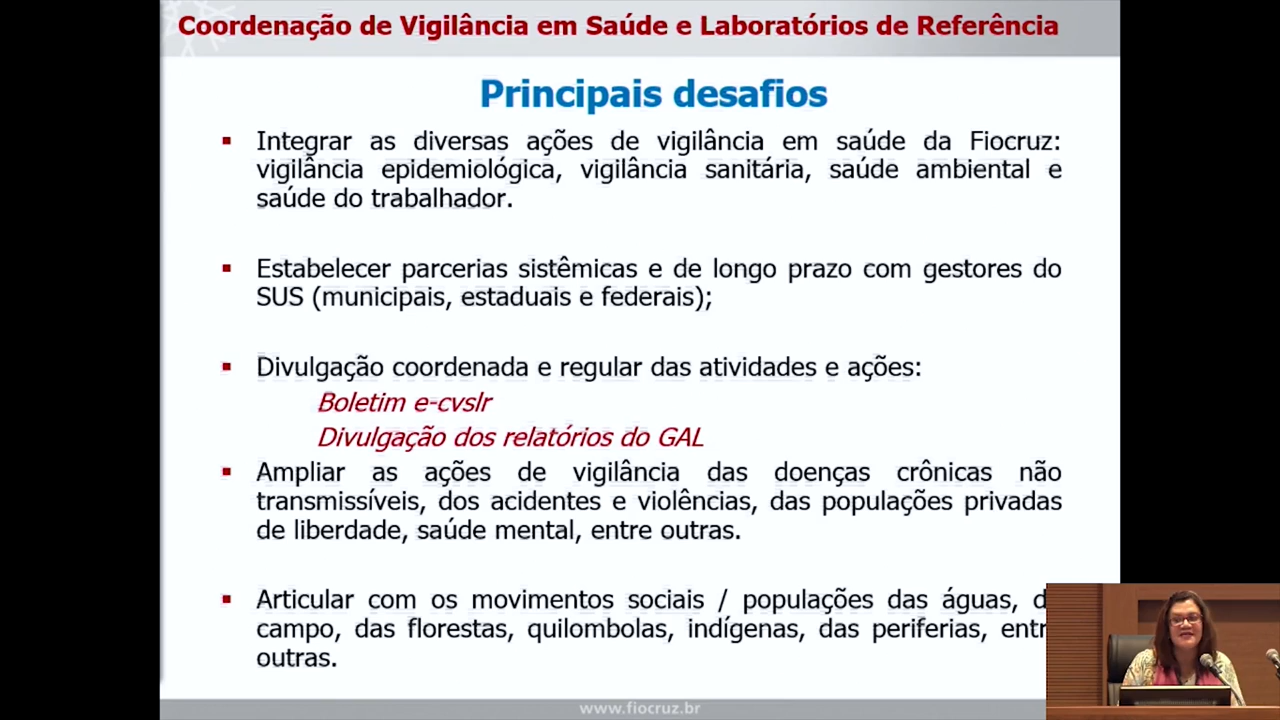 Coordenação de Vigilância em Saúde e Laboratórios de Referência
Principais desafios
▪ Integrar as diversas ações de vigilância em saúde da Fiocruz:
vigilância epidemiológica, vigilância sanitária, saúde ambiental e
saúde do trabalhador.
▪ Estabelecer parcerias sistêmicas e de longo prazo com gestores do
SUS (municipais, estaduais e federais);
▪ Divulgação coordenada e regular das atividades e ações:
Boletim e-cvslr
Divulgação dos relatórios do GAL
▪ Ampliar as ações de vigilância das doenças crônicas não
transmissíveis, dos acidentes e violências, das populações privadas
de liberdade, saúde mental, entre outras.
▪ Articular com os movimentos sociais / populações das águas, d
campo, das florestas, quilombolas, indígenas, das periferias, entr
outras.
www.fiocruz.br